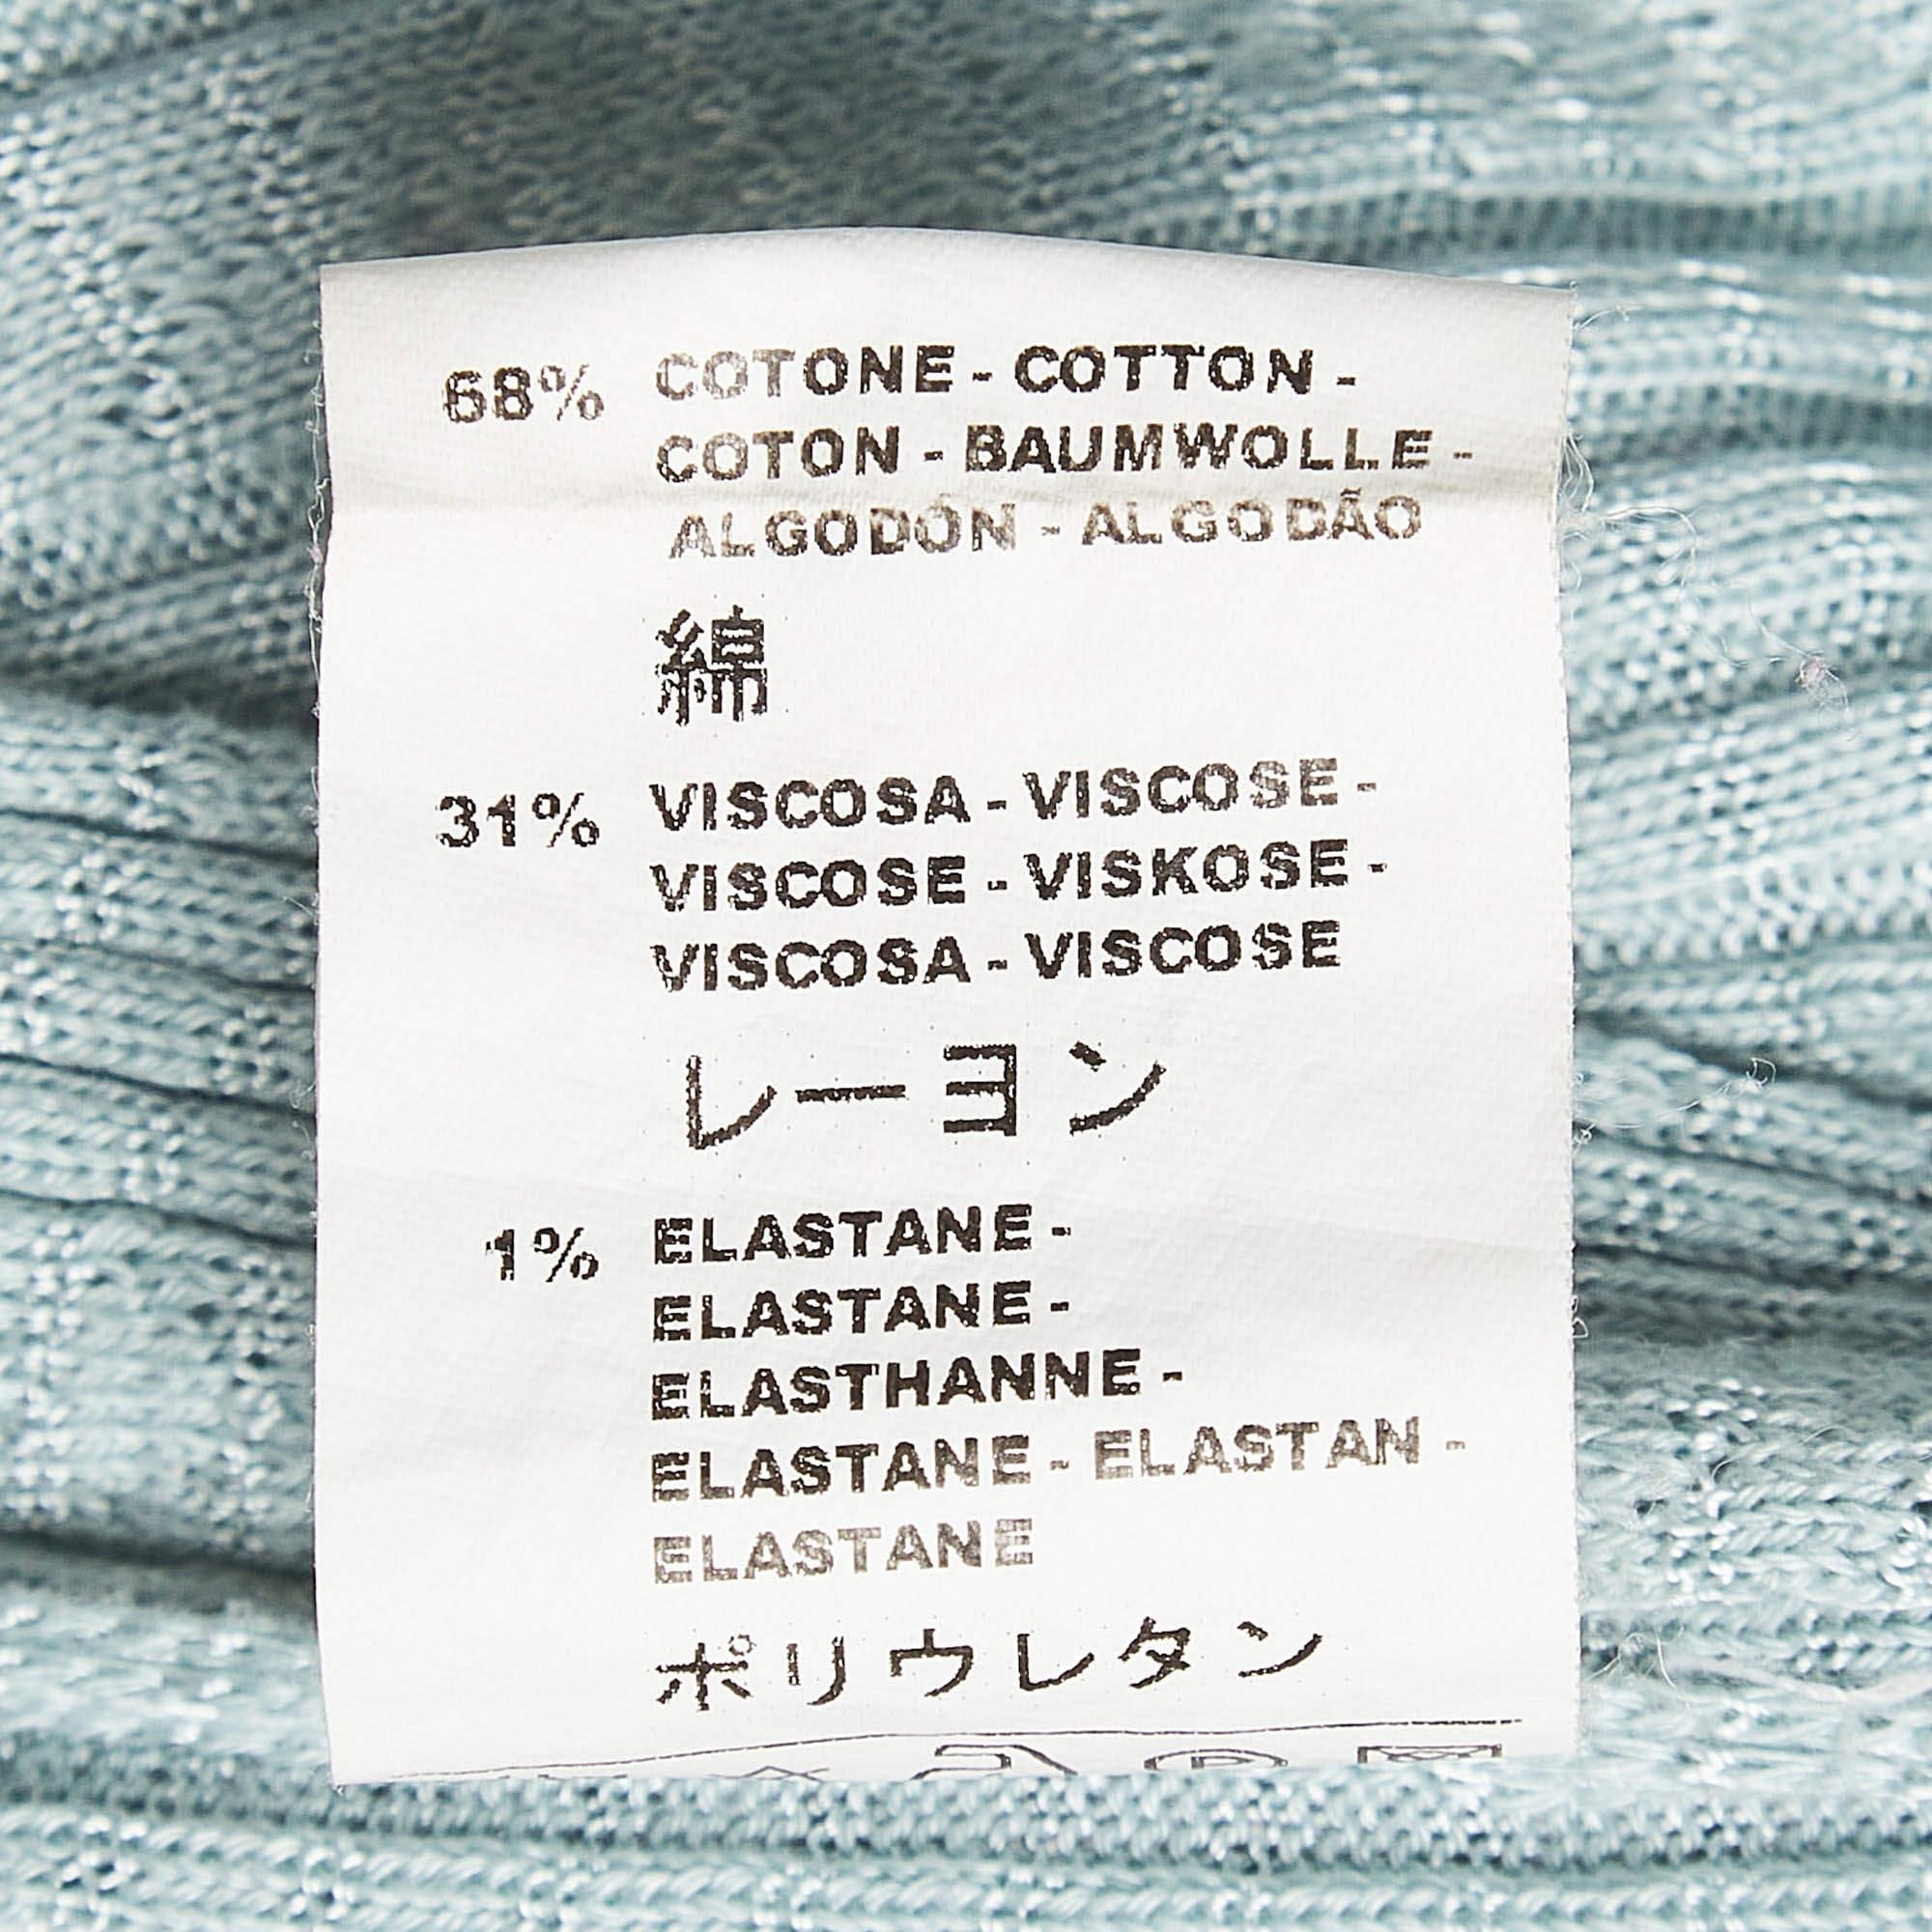 68% COTONE - COTTON -
COTON - BAUMWOLLE -
ALGODÓN - ALGODÃO
綿
31% VISCOSA - VISCOSE -
VISCOSE - VISKOSE -
VISCOSA - VISCOSE
レーヨン
1% ELASTANE -
ELASTANE -
ELASTHANNE -
ELASTANE - ELASTAN -
ELASTANE
ポリウレタン